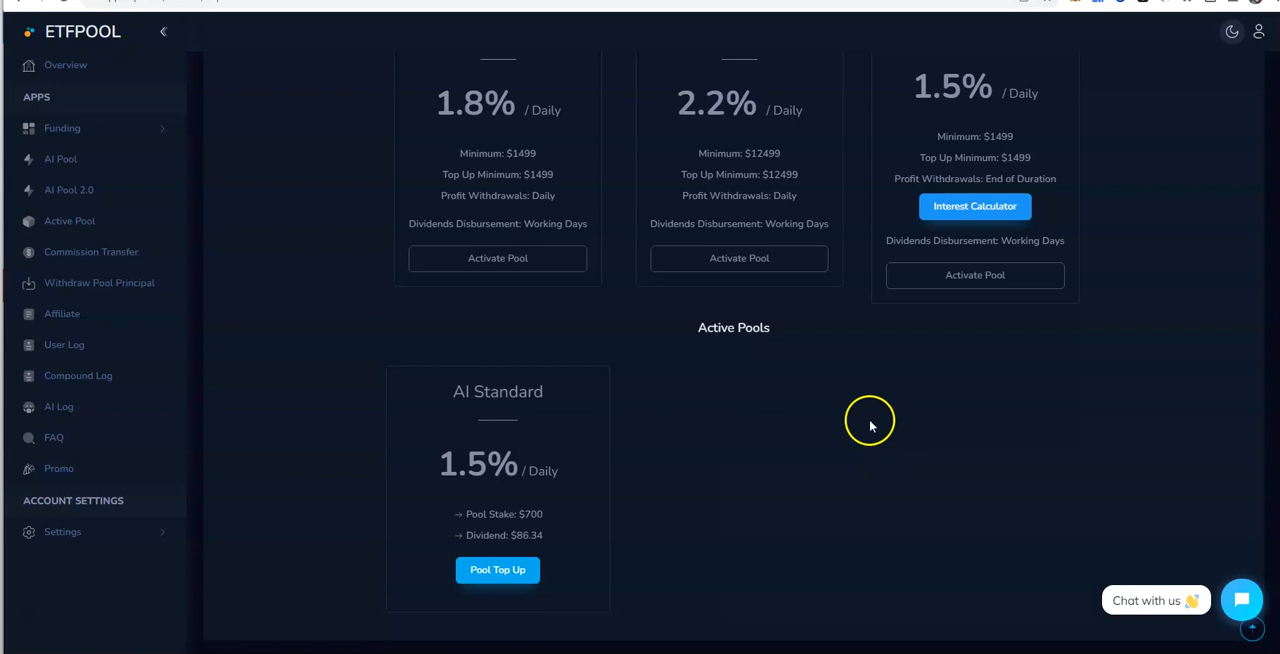 ETFPOOL
Overview
APPS
Funding
AI Pool
AI Pool 2.0
Active Pool
Commission Transfer
Withdraw Pool Principal
Affiliate
User Log
Compound Log
AI Log
FAQ
Promo
ACCOUNT SETTINGS
Settings
1.8% / Daily
Minimum: $1499
Top Up Minimum: $1499
Profit Withdrawals: Daily
Dividends Disbursement: Working Days
Activate Pool
2.2% / Daily
Minimum: $12499
Top Up Minimum: $12499
Profit Withdrawals: Daily
Dividends Disbursement: Working Days
Activate Pool
1.5% / Daily
Minimum: $1499
Top Up Minimum: $1499
Profit Withdrawals: End of Duration
Interest Calculator
Dividends Disbursement: Working Days
Activate Pool
Active Pools
AI Standard
1.5% / Daily
→ Pool Stake: $700
→ Dividend: $86.34
Pool Top Up
Chat with us 👋